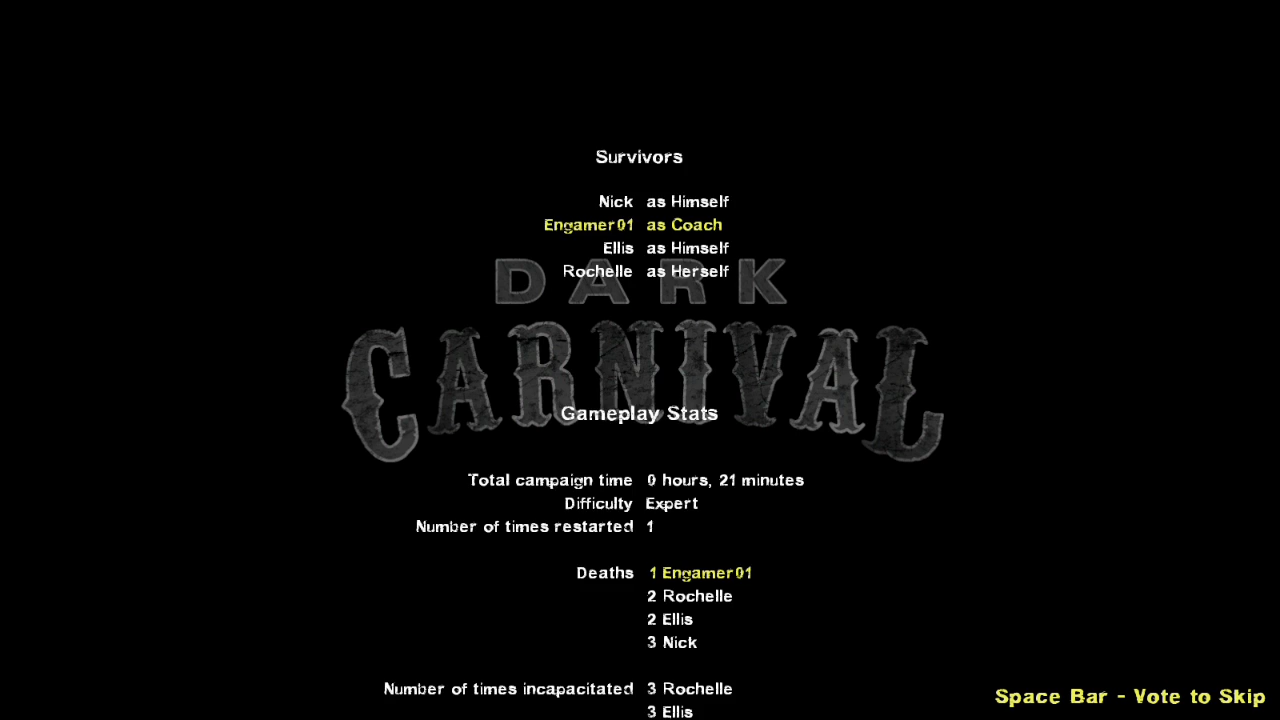 Survivors
Nick as Himself
Engamer01 as Coach
Ellis as Himself
Rochelle as Herself
DARK
CARNIVAL
Gameplay Stats
Total campaign time 0 hours, 21 minutes
Difficulty Expert
Number of times restarted 1
Deaths 1 Engamer01
2 Rochelle
2 Ellis
3 Nick
Number of times incapacitated 3 Rochelle
3 Ellis
Space Bar - Vote to Skip